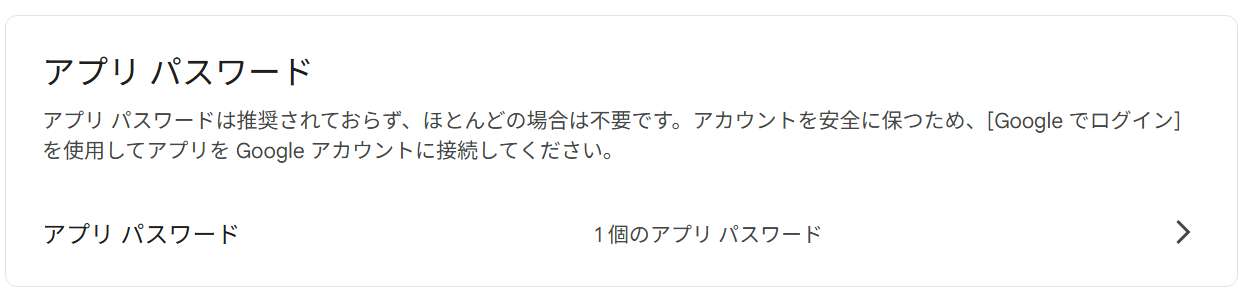 アプリ パスワード
アプリ パスワードは推奨されておらず、ほとんどの場合は不要です。アカウントを安全に保つため、[Google でログイン]
を使用してアプリを Google アカウントに接続してください。
アプリ パスワード
1 個のアプリ パスワード